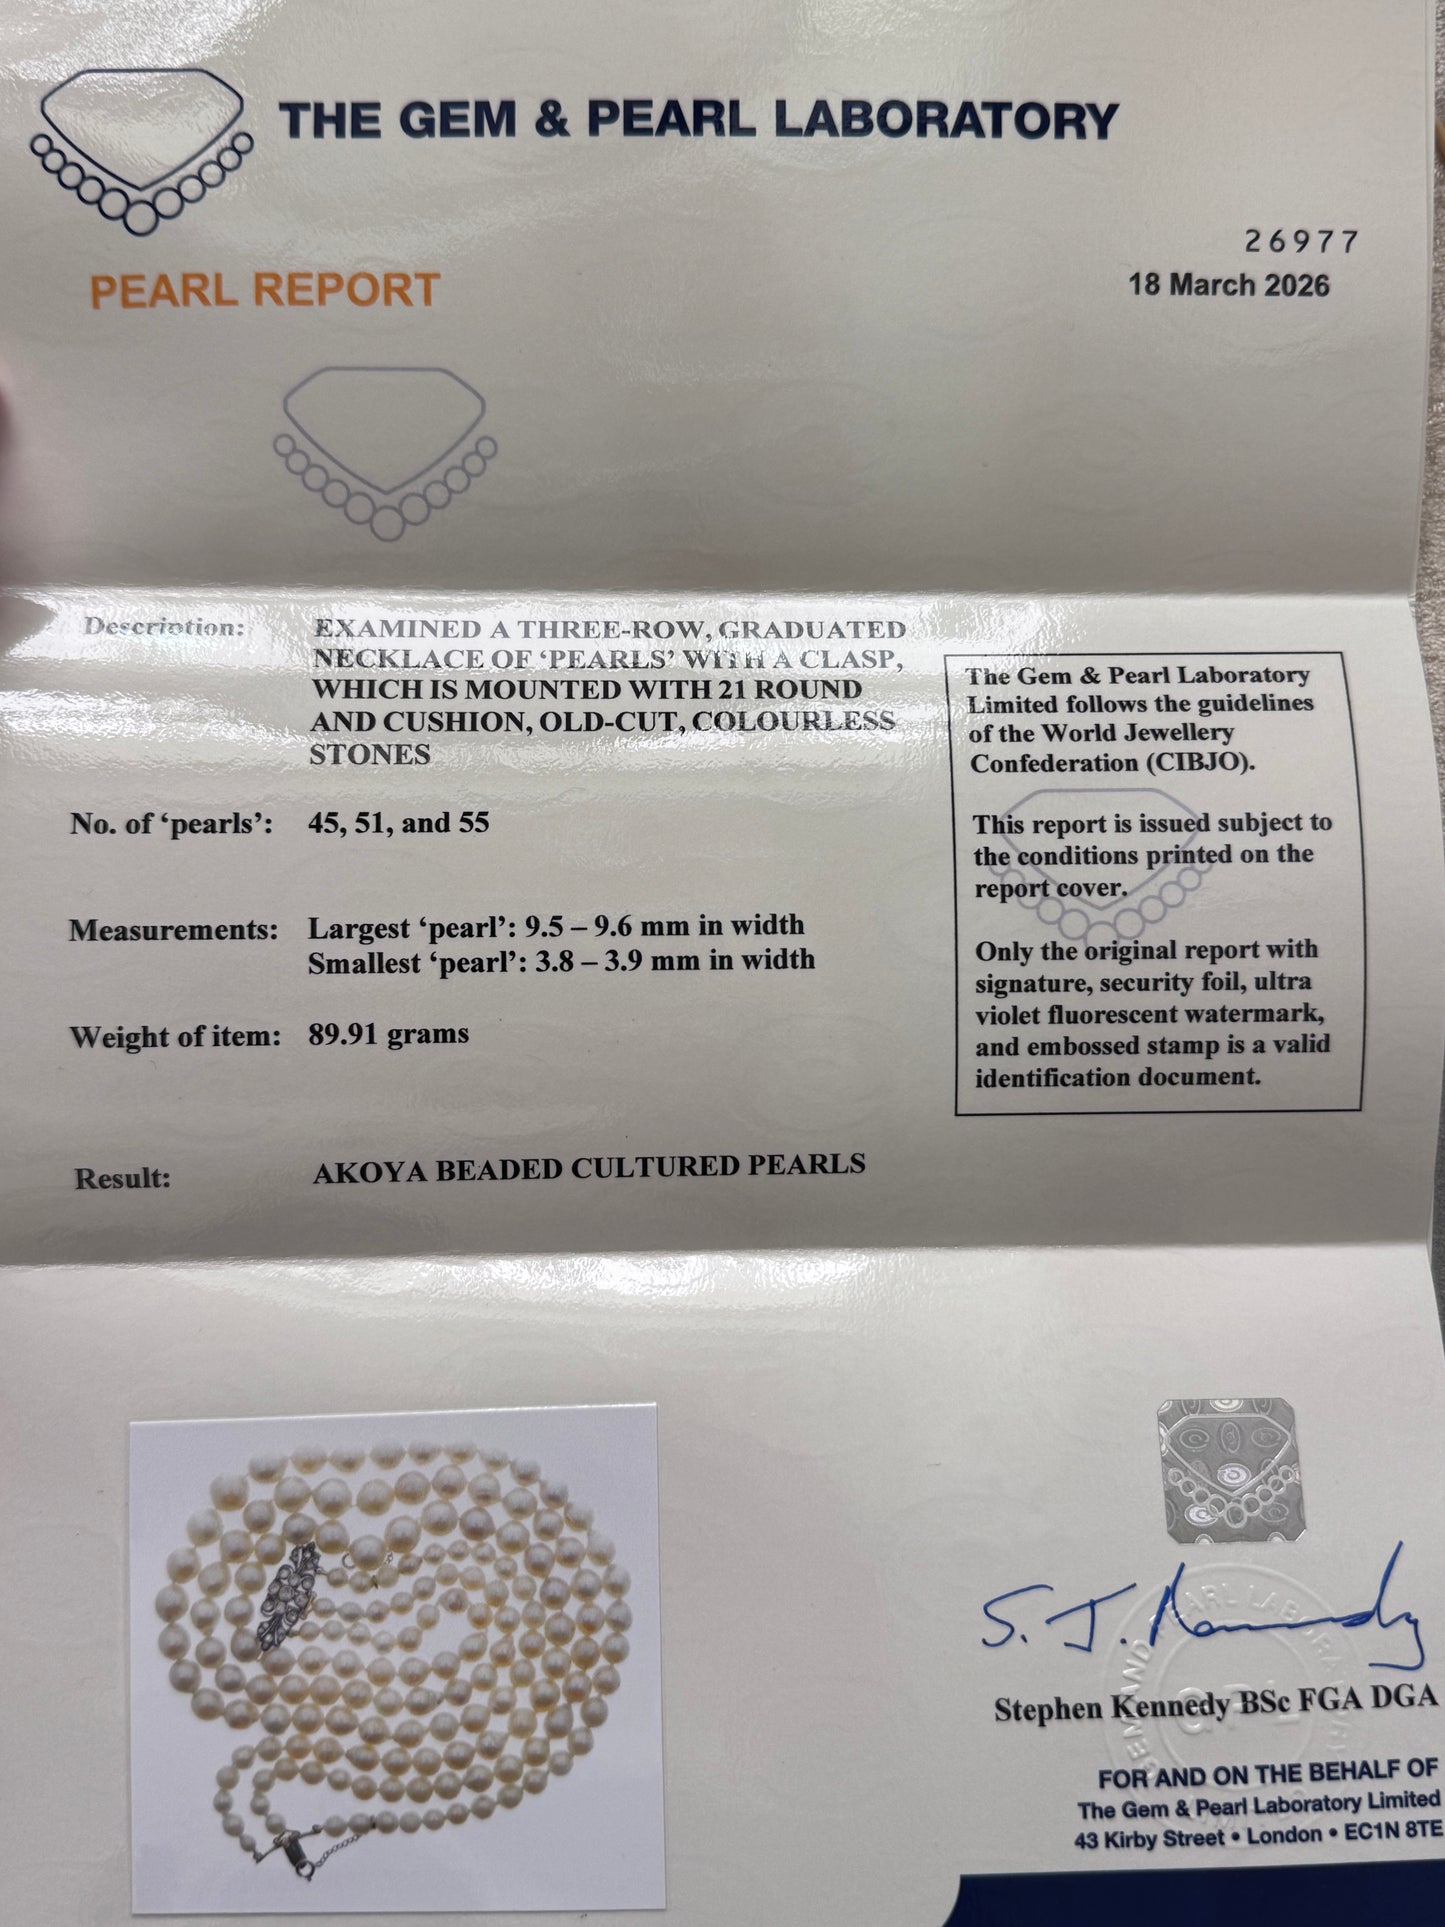 THE GEM & PEARL LABORATORY
26977
PEARL REPORT
18 March 2026
Description: EXAMINED A THREE-ROW, GRADUATED
NECKLACE OF ‘PEARLS’ WITH A CLASP,
WHICH IS MOUNTED WITH 21 ROUND
AND CUSHION, OLD-CUT, COLOURLESS
STONES
No. of ‘pearls’: 45, 51, and 55
Measurements: Largest ‘pearl’: 9.5 – 9.6 mm in width
Smallest ‘pearl’: 3.8 – 3.9 mm in width
Weight of item: 89.91 grams
Result: AKOYA BEADED CULTURED PEARLS
The Gem & Pearl Laboratory
Limited follows the guidelines
of the World Jewellery
Confederation (CIBJO).
This report is issued subject to
the conditions printed on the
report cover.
Only the original report with
signature, security foil, ultra
violet fluorescent watermark,
and embossed stamp is a valid
identification document.
S. J. Kennedy
Stephen Kennedy BSc FGA DGA
FOR AND ON THE BEHALF OF
The Gem & Pearl Laboratory Limited
43 Kirby Street • London • EC1N 8TE